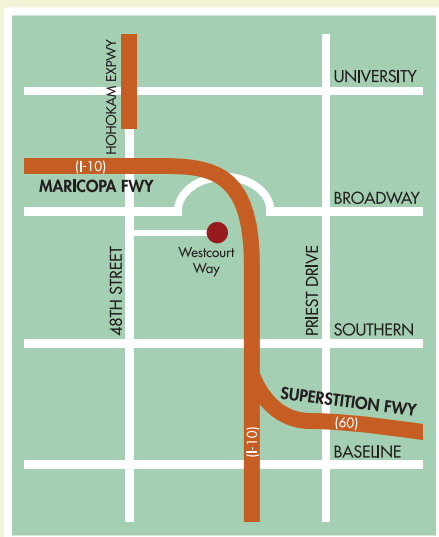 HOHOKAM EXPWY
UNIVERSITY
(I-10)
MARICOPA FWY
BROADWAY
Westcourt
Way
48TH STREET
PRIEST DRIVE
SOUTHERN
SUPERSTITION FWY
(60)
(I-10)
BASELINE